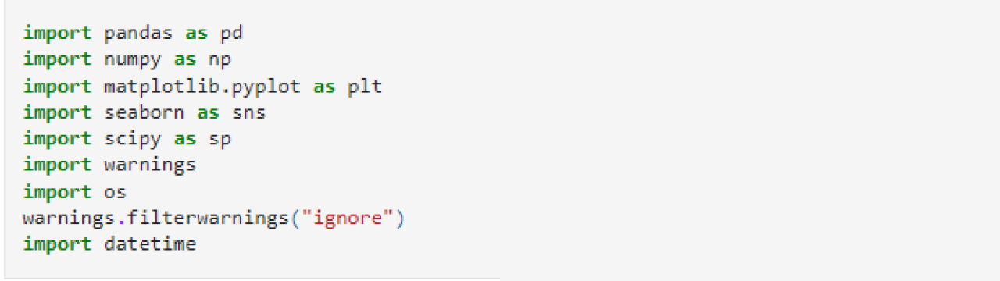 import pandas as pd
import numpy as np
import matplotlib.pyplot as plt
import seaborn as sns
import scipy as sp
import warnings
import os
warnings.filterwarnings("ignore")
import datetime